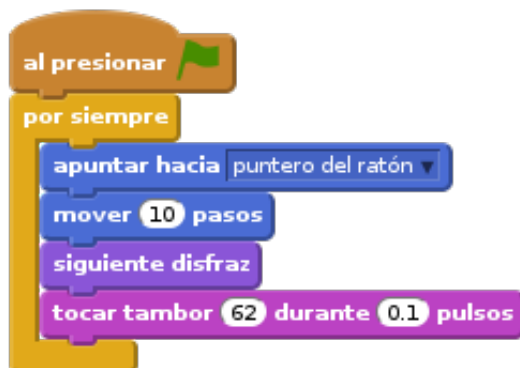 al presionar
por siempre
apuntar hacia puntero del ratón
mover 10 pasos
siguiente disfraz
tocar tambor 62 durante 0.1 pulsos